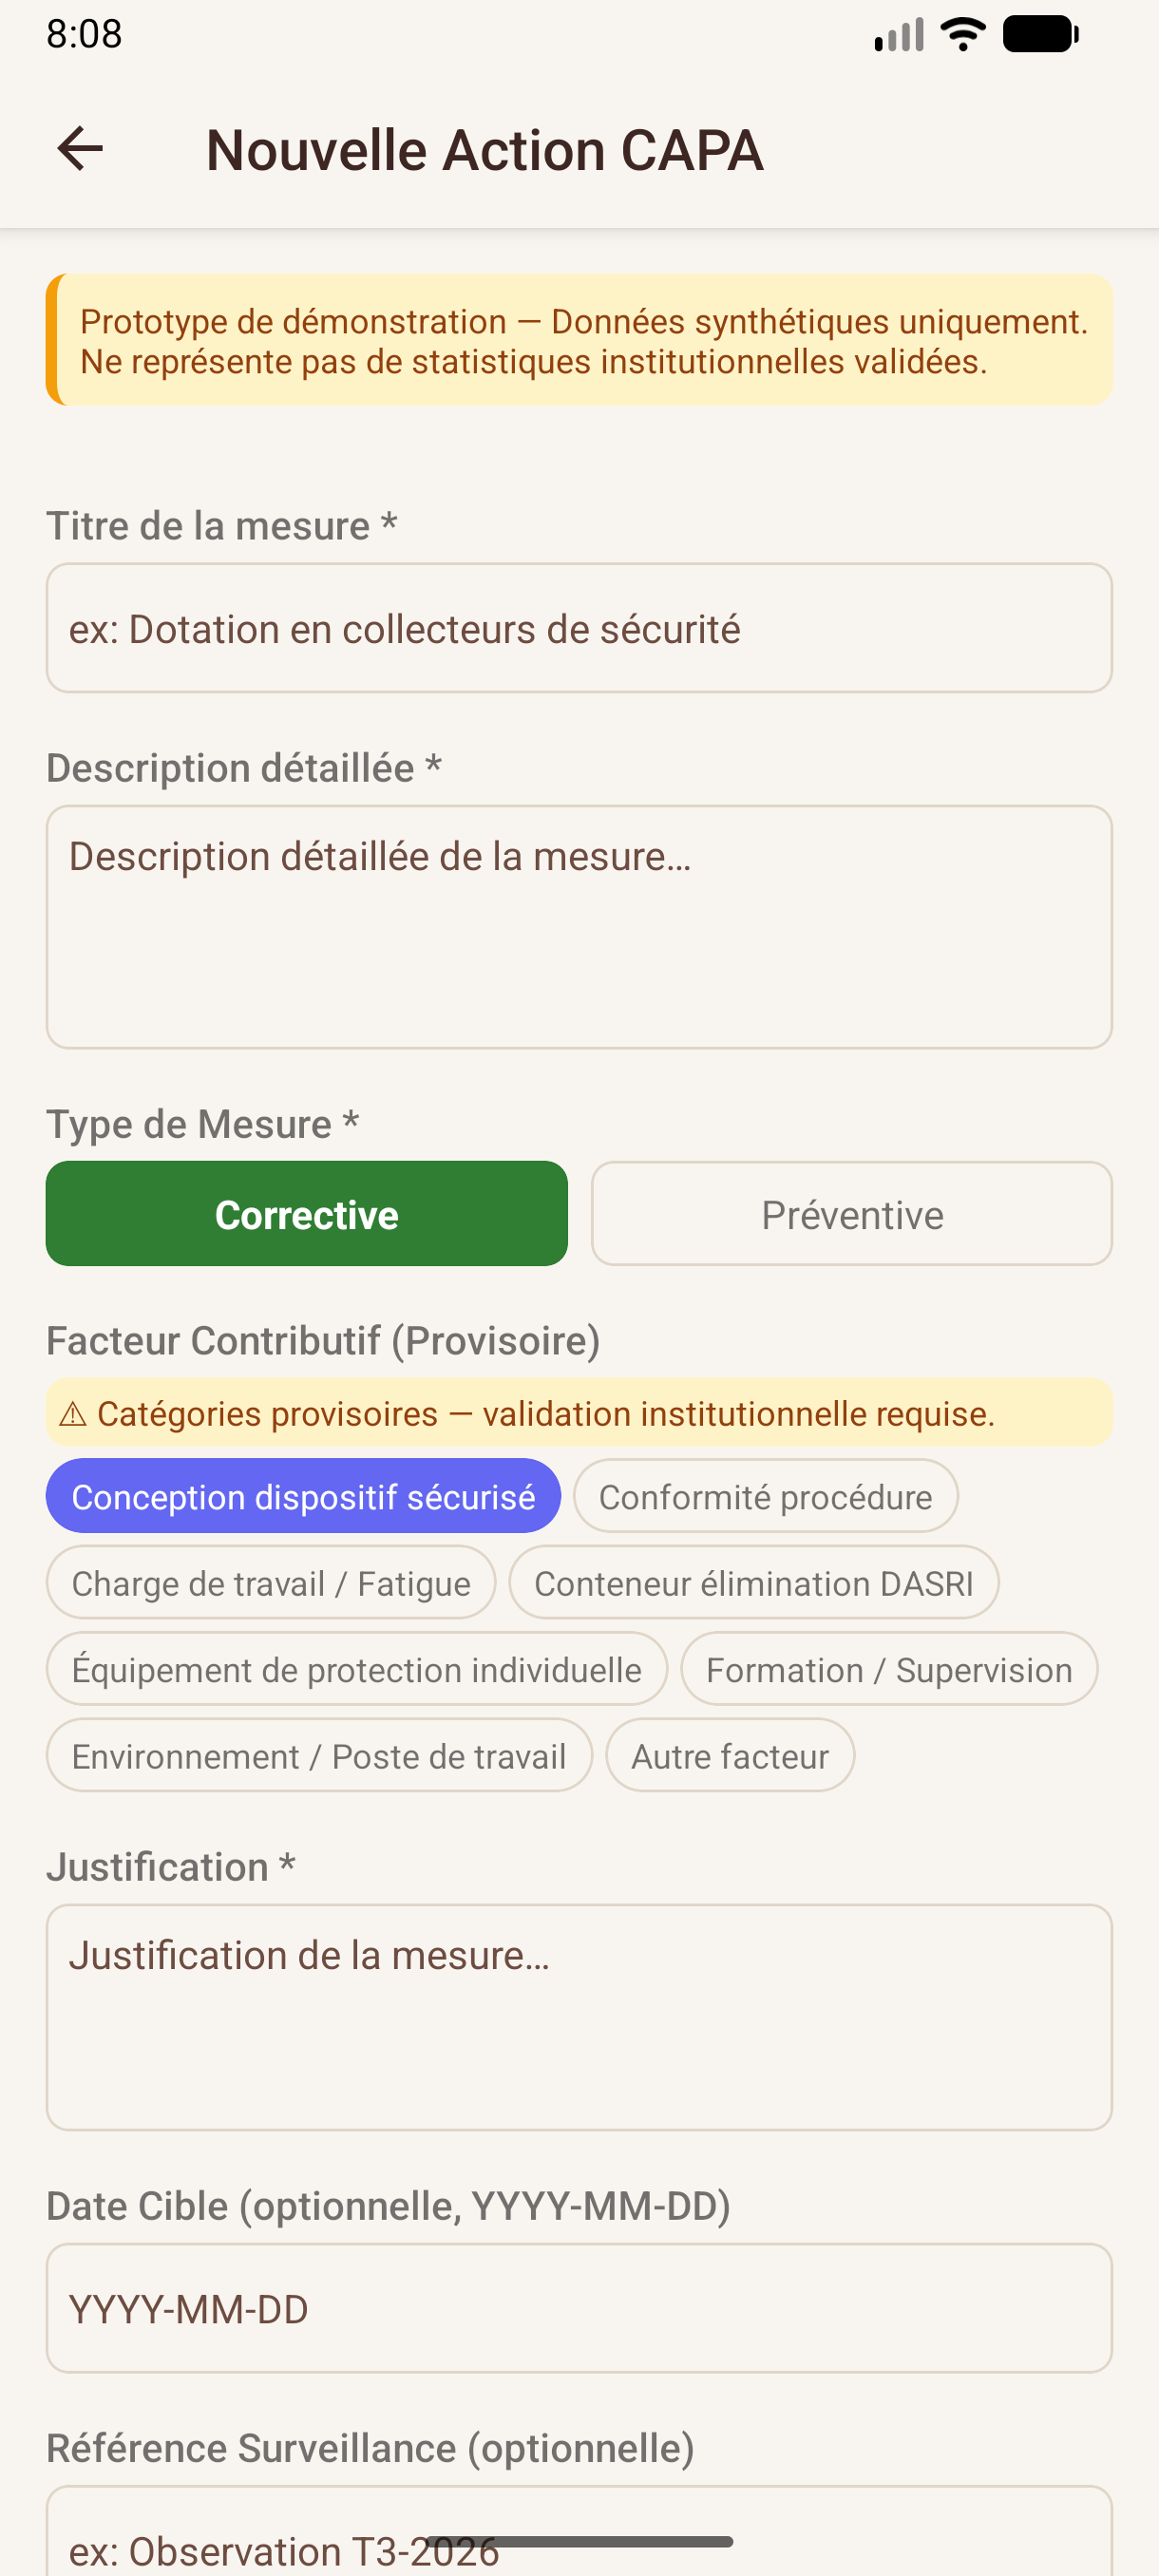 8:08
Nouvelle Action CAPA
Prototype de démonstration — Données synthétiques uniquement.
Ne représente pas de statistiques institutionnelles validées.
Titre de la mesure *
ex: Dotation en collecteurs de sécurité
Description détaillée *
Description détaillée de la mesure...
Type de Mesure *
Corrective
Préventive
Facteur Contributif (Provisoire)
⚠ Catégories provisoires — validation institutionnelle requise.
Conception dispositif sécurisé
Conformité procédure
Charge de travail / Fatigue
Conteneur élimination DASRI
Équipement de protection individuelle
Formation / Supervision
Environnement / Poste de travail
Autre facteur
Justification *
Justification de la mesure...
Date Cible (optionnelle, YYYY-MM-DD)
YYYY-MM-DD
Référence Surveillance (optionnelle)
ex: Observation T3-2026